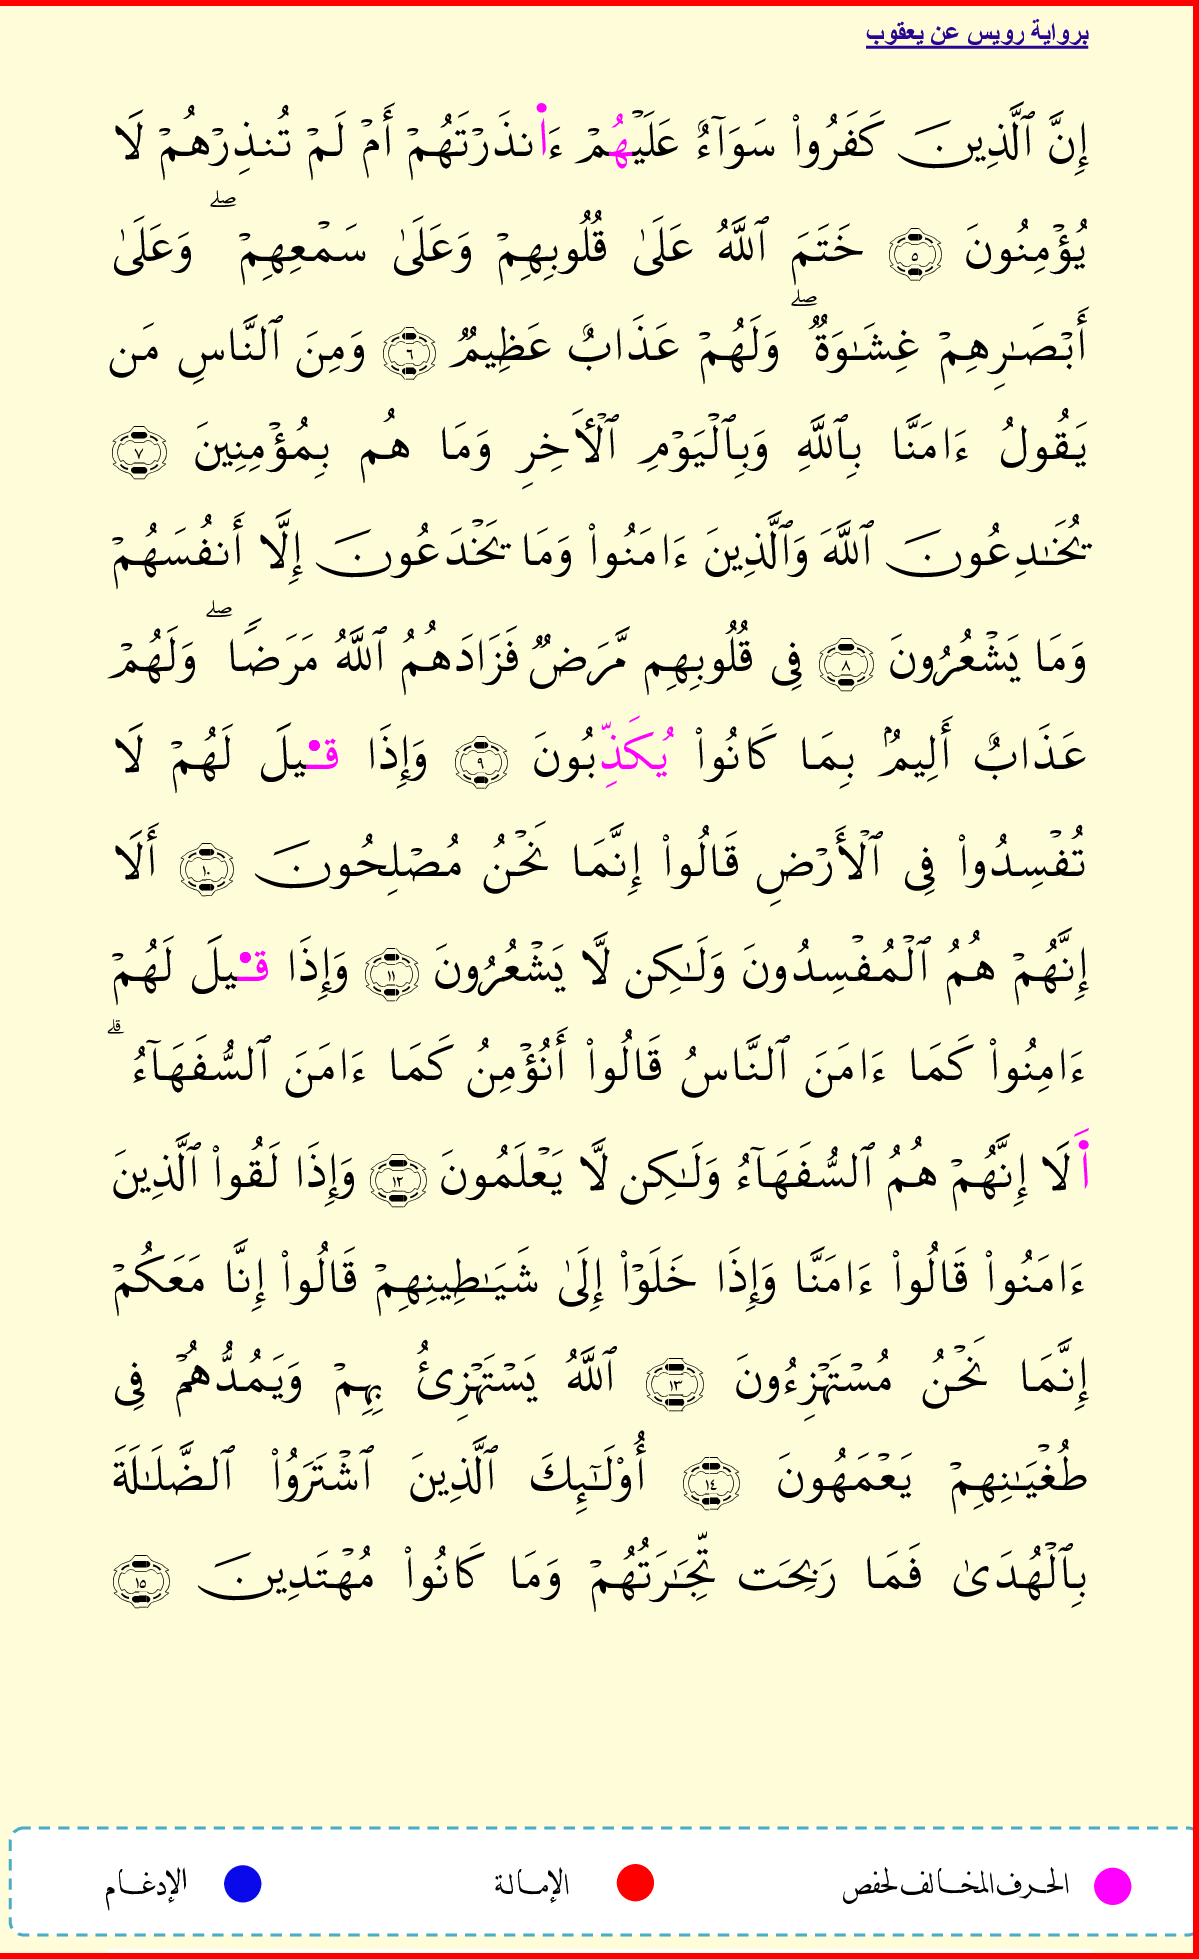 برواية رويس عن يعقوب
إِنَّ ٱلَّذِينَ كَفَرُواْ سَوَآءٌ عَلَيۡهُمۡ ءَا۬نذَرۡتَهُمۡ أَمۡ لَمۡ تُنذِرۡهُمۡ لَا
يُؤۡمِنُونَ ٥ خَتَمَ ٱللَّهُ عَلَىٰ قُلُوبِهِمۡ وَعَلَىٰ سَمۡعِهِمۡۖ وَعَلَىٰ
أَبۡصَٰرِهِمۡ غِشَٰوَةٞۖ وَلَهُمۡ عَذَابٌ عَظِيمٞ ٦ وَمِنَ ٱلنَّاسِ مَن
يَقُولُ ءَامَنَّا بِٱللَّهِ وَبِٱلۡيَوۡمِ ٱلۡأٓخِرِ وَمَا هُم بِمُؤۡمِنِينَ ٧
يُخَٰدِعُونَ ٱللَّهَ وَٱلَّذِينَ ءَامَنُواْ وَمَا يَخۡدَعُونَ إِلَّآ أَنفُسَهُمۡ
وَمَا يَشۡعُرُونَ ٨ فِي قُلُوبِهِم مَّرَضٞ فَزَادَهُمُ ٱللَّهُ مَرَضٗاۖ وَلَهُمۡ
عَذَابٌ أَلِيمُۢ بِمَا كَانُواْ يُكَذِّبُونَ ٩ وَإِذَا قِيلَ لَهُمۡ لَا
تُفۡسِدُواْ فِي ٱلۡأَرۡضِ قَالُواْ إِنَّمَا نَحۡنُ مُصۡلِحُونَ ١٠ أَلَا
إِنَّهُمۡ هُمُ ٱلۡمُفۡسِدُونَ وَلَٰكِن لَّا يَشۡعُرُونَ ١١ وَإِذَا قِيلَ لَهُمۡ
ءَامِنُواْ كَمَا ءَامَنَ ٱلنَّاسُ قَالُواْ أَنُؤۡمِنُ كَمَا ءَامَنَ ٱلسُّفَهَآءُۗ
أَلَا إِنَّهُمۡ هُمُ ٱلسُّفَهَآءُ وَلَٰكِن لَّا يَعۡلَمُونَ ١٢ وَإِذَا لَقُواْ ٱلَّذِينَ
ءَامَنُواْ قَالُواْ ءَامَنَّا وَإِذَا خَلَوۡاْ إِلَىٰ شَيَٰطِينِهِمۡ قَالُواْ إِنَّا مَعَكُمۡ
إِنَّمَا نَحۡنُ مُسۡتَهۡزِءُونَ ١٣ ٱللَّهُ يَسۡتَهۡزِئُ بِهِمۡ وَيَمُدُّهُمۡ فِي
طُغۡيَٰنِهِمۡ يَعۡمَهُونَ ١٤ أُوْلَٰٓئِكَ ٱلَّذِينَ ٱشۡتَرَوُاْ ٱلضَّلَٰلَةَ
بِٱلۡهُدَىٰ فَمَا رَبِحَت تِّجَٰرَتُهُمۡ وَمَا كَانُواْ مُهۡتَدِينَ ١٥
الحرف المخالف لحفص
الإمالة
الإدغام